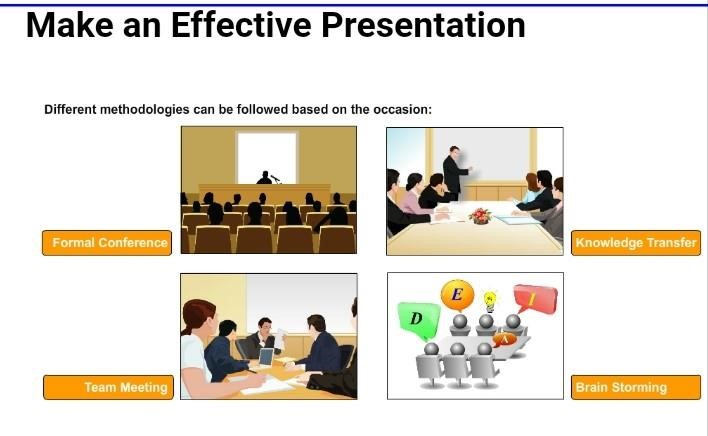 Make an Effective Presentation
Different methodologies can be followed based on the occasion:
Formal Conference
Knowledge Transfer
D
E
I
A
Team Meeting
Brain Storming